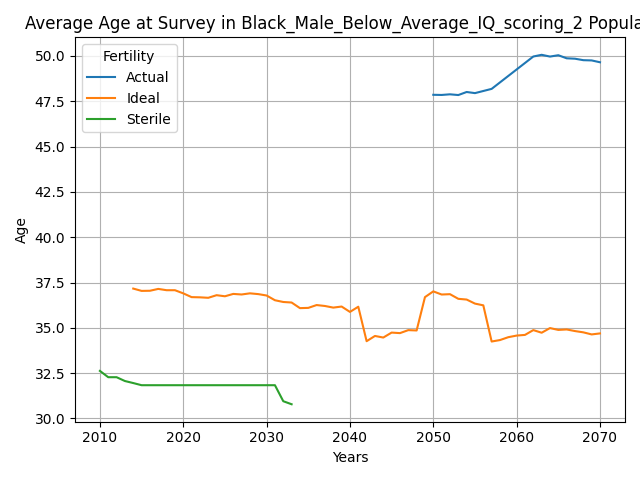 Average Age at Survey in Black_Male_Below_Average_IQ_scoring_2 Popula
Fertility
Actual
Ideal
Sterile
50.0
47.5
45.0
42.5
40.0
37.5
35.0
32.5
30.0
Age
2010 2020 2030 2040 2050 2060 2070
Years